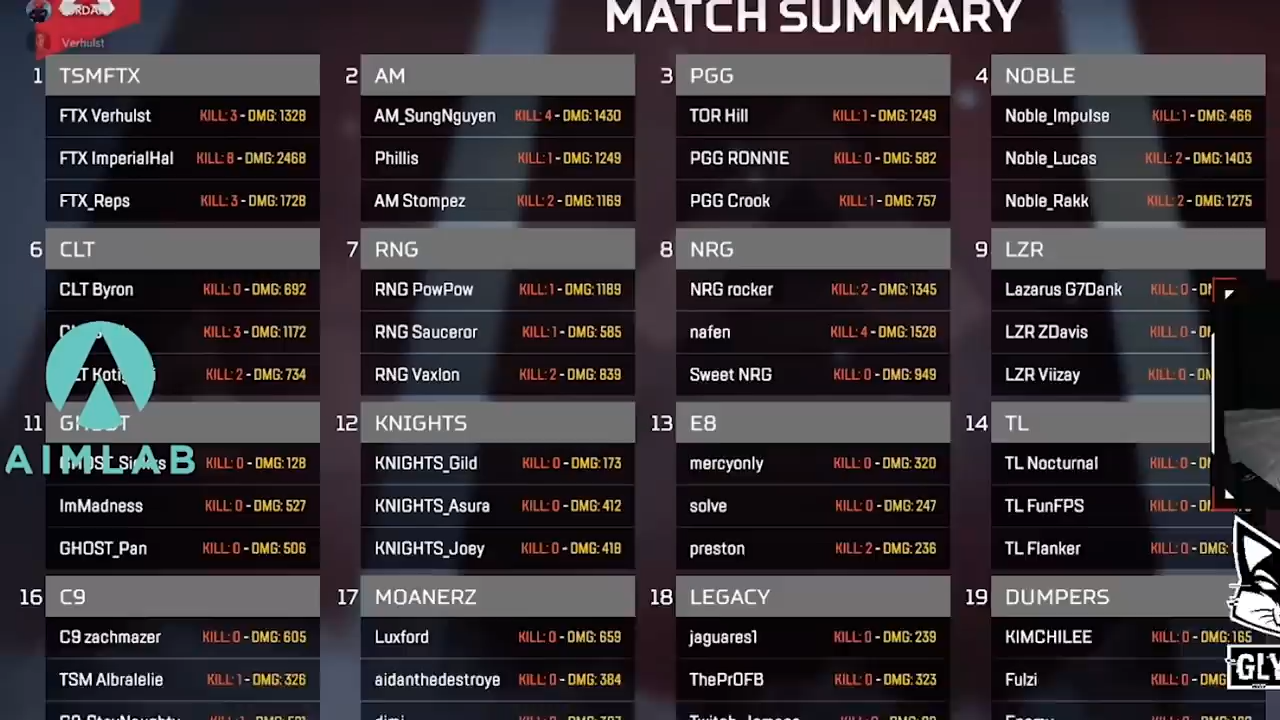 MATCH SUMMARY
Verhulst
1 TSMFTX
FTX Verhulst KILL: 3 - DMG: 1328
FTX ImperialHal KILL: 8 - DMG: 2468
FTX_Reps KILL: 3 - DMG: 1728
2 AM
AM_SungNguyen KILL: 4 - DMG: 1430
Phillis KILL: 1 - DMG: 1249
AM Stompez KILL: 2 - DMG: 1169
3 PGG
TOR Hill KILL: 1 - DMG: 1249
PGG RONN1E KILL: 0 - DMG: 582
PGG Crook KILL: 1 - DMG: 757
4 NOBLE
Noble_Impulse KILL: 1 - DMG: 466
Noble_Lucas KILL: 2 - DMG: 1403
Noble_Rakk KILL: 2 - DMG: 1275
6 CLT
CLT Byron KILL: 0 - DMG: 692
KILL: 3 - DMG: 1172
KILL: 2 - DMG: 734
7 RNG
RNG PowPow KILL: 1 - DMG: 1189
RNG Sauceror KILL: 1 - DMG: 585
RNG Vaxlon KILL: 2 - DMG: 839
8 NRG
NRG rocker KILL: 2 - DMG: 1345
nafen KILL: 4 - DMG: 1528
Sweet NRG KILL: 0 - DMG: 949
9 LZR
Lazarus G7Dank KILL: 0
LZR ZDavis KILL: 0
LZR Viizay KILL: 0
11 GHOST
KILL: 0 - DMG: 128
ImMadness KILL: 0 - DMG: 527
GHOST_Pan KILL: 0 - DMG: 506
AIMLAB
12 KNIGHTS
KNIGHTS_Gild KILL: 0 - DMG: 173
KNIGHTS_Asura KILL: 0 - DMG: 412
KNIGHTS_Joey KILL: 0 - DMG: 418
13 E8
mercyonly KILL: 0 - DMG: 320
solve KILL: 0 - DMG: 247
preston KILL: 2 - DMG: 236
14 TL
TL Nocturnal KILL: 0
TL FunFPS KILL: 0
TL Flanker KILL: 0 - DMG:
16 C9
C9 zachmazer KILL: 0 - DMG: 605
TSM Albralelie KILL: 1 - DMG: 326
17 MOANERZ
Luxford KILL: 0 - DMG: 659
aidanthedestroye KILL: 0 - DMG: 384
18 LEGACY
jaguares1 KILL: 0 - DMG: 239
ThePrOFB KILL: 0 - DMG: 323
19 DUMPERS
KIMCHILEE KILL: 0 - DMG: 165
Fulzi KILL: 0 - DMG: